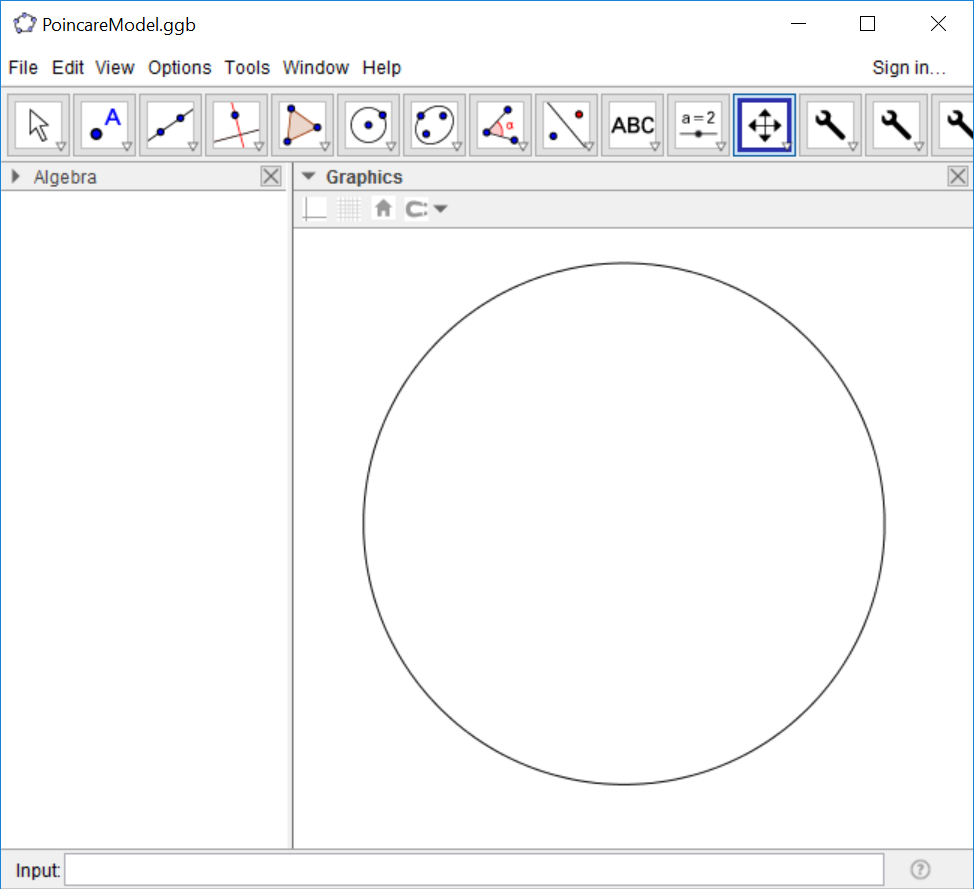 PoincareModel.ggb
File Edit View Options Tools Window Help Sign in...
A α ABC a=2
Algebra Graphics
Input:
?